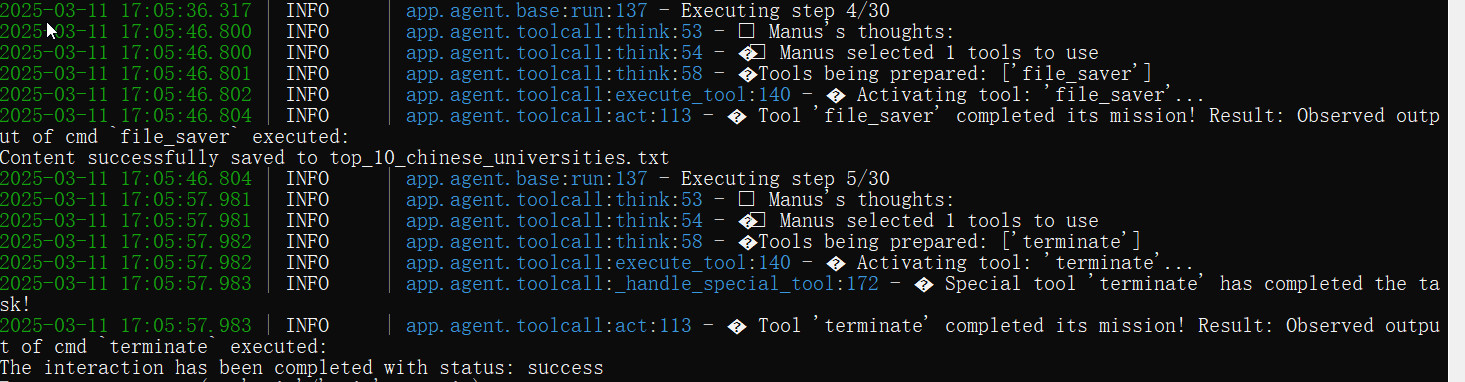 2025-03-11 17:05:36.317 | INFO     | app.agent.base:run:137 - Executing step 4/30
2025-03-11 17:05:46.800 | INFO     | app.agent.toolcall:think:53 - □ Manus's thoughts:
2025-03-11 17:05:46.800 | INFO     | app.agent.toolcall:think:54 - �□ Manus selected 1 tools to use
2025-03-11 17:05:46.801 | INFO     | app.agent.toolcall:think:58 - �Tools being prepared: ['file_saver']
2025-03-11 17:05:46.802 | INFO     | app.agent.toolcall:execute_tool:140 - � Activating tool: 'file_saver'...
2025-03-11 17:05:46.804 | INFO     | app.agent.toolcall:act:113 - � Tool 'file_saver' completed its mission! Result: Observed outp
ut of cmd `file_saver` executed:
Content successfully saved to top_10_chinese_universities.txt
2025-03-11 17:05:46.804 | INFO     | app.agent.base:run:137 - Executing step 5/30
2025-03-11 17:05:57.981 | INFO     | app.agent.toolcall:think:53 - □ Manus's thoughts:
2025-03-11 17:05:57.981 | INFO     | app.agent.toolcall:think:54 - �□ Manus selected 1 tools to use
2025-03-11 17:05:57.982 | INFO     | app.agent.toolcall:think:58 - �Tools being prepared: ['terminate']
2025-03-11 17:05:57.982 | INFO     | app.agent.toolcall:execute_tool:140 - � Activating tool: 'terminate'...
2025-03-11 17:05:57.983 | INFO     | app.agent.toolcall:_handle_special_tool:172 - � Special tool 'terminate' has completed the ta
sk!
2025-03-11 17:05:57.983 | INFO     | app.agent.toolcall:act:113 - � Tool 'terminate' completed its mission! Result: Observed outpu
t of cmd `terminate` executed:
The interaction has been completed with status: success